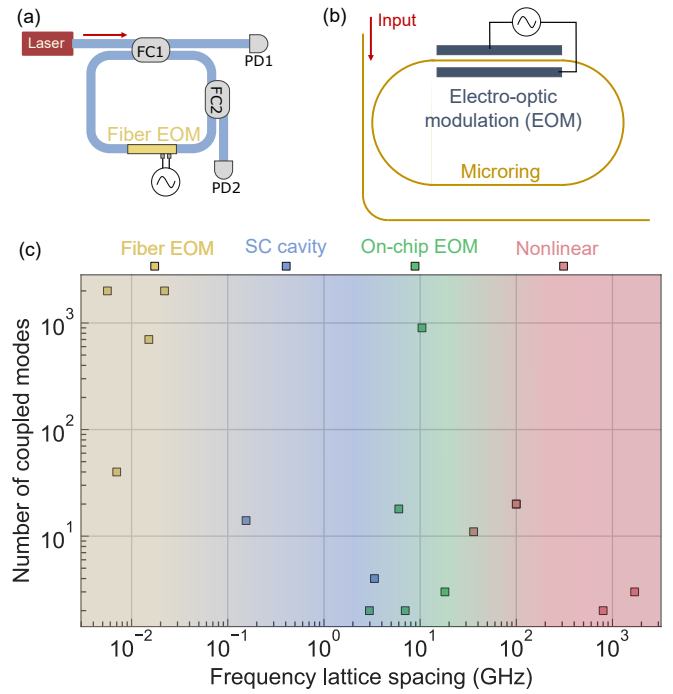 (a)
Laser
FC1
PD1
FC2
Fiber EOM
PD2
(b)
Input
Electro-optic
modulation (EOM)
Microring
(c)
Fiber EOM
SC cavity
On-chip EOM
Nonlinear
Number of coupled modes
10³
10²
10¹
10⁻²
10⁻¹
10⁰
10¹
10²
10³
Frequency lattice spacing (GHz)